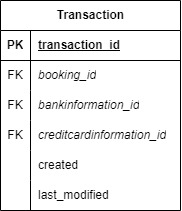 Transaction
PK transaction_id
FK booking_id
FK bankinformation_id
FK creditcardinformation_id
created
last_modified